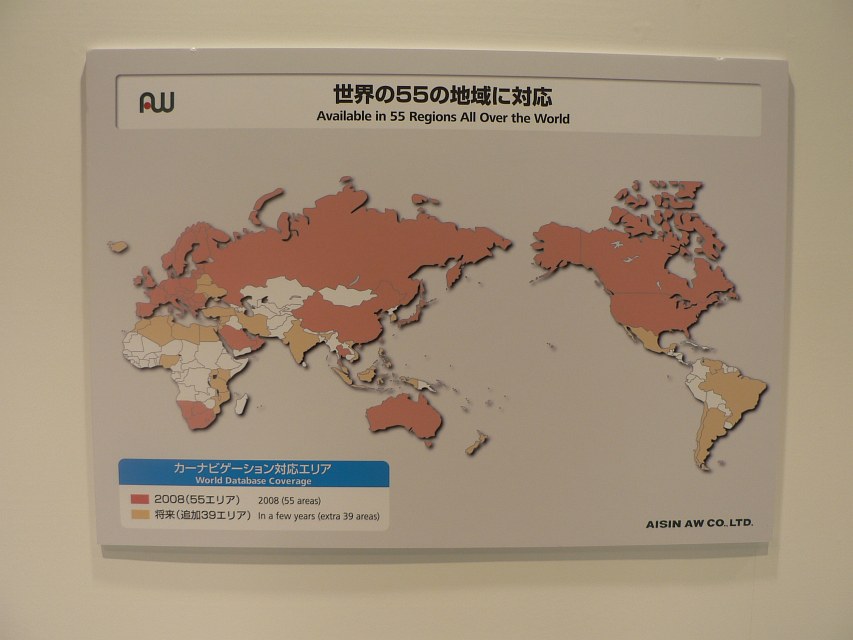 AW
世界の55の地域に対応
Available in 55 Regions All Over the World
カーナビゲーション対応エリア
World Database Coverage
2008(55エリア) 2008 (55 areas)
将来(追加39エリア) In a few years (extra 39 areas)
AISIN AW CO., LTD.